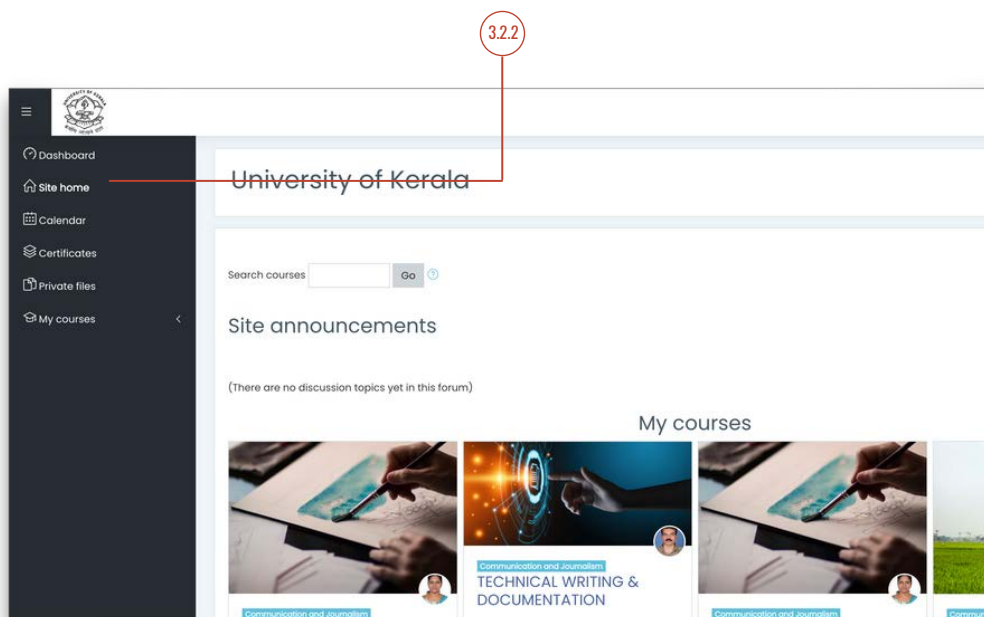 3.2.2
Dashboard
Site home
Calendar
Certificates
Private files
My courses
University of Kerala
Search courses
Go
Site announcements
(There are no discussion topics yet in this forum)
My courses
Communication and Journalism
TECHNICAL WRITING &
DOCUMENTATION
Communication and Journalism
Communication and Journalism